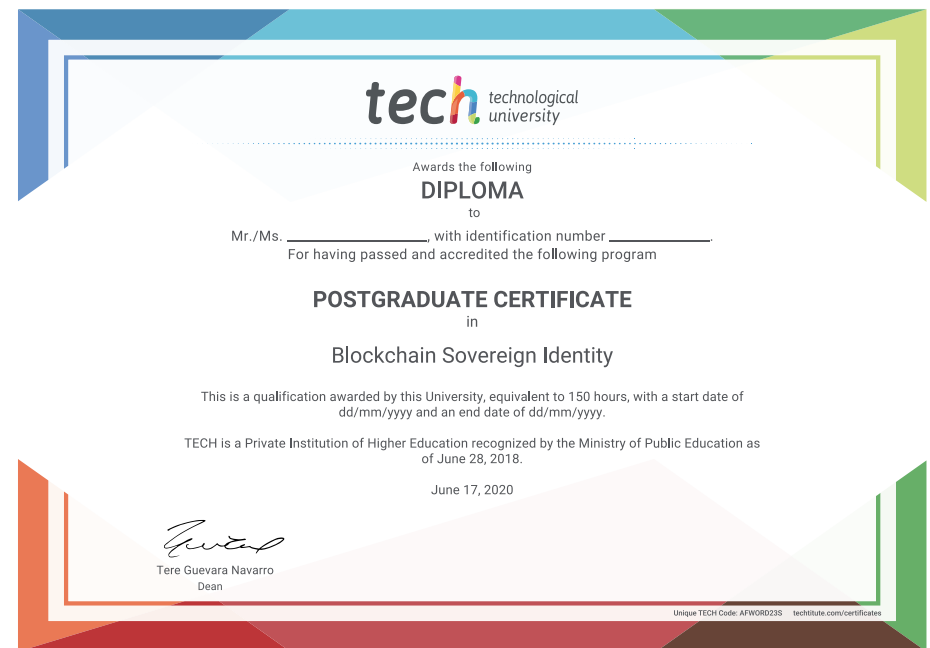 tech technological
university
Awards the following
DIPLOMA
to
Mr./Ms. ____________________, with identification number ______________.
For having passed and accredited the following program
POSTGRADUATE CERTIFICATE
in
Blockchain Sovereign Identity
This is a qualification awarded by this University, equivalent to 150 hours, with a start date of
dd/mm/yyyy and an end date of dd/mm/yyyy.
TECH is a Private Institution of Higher Education recognized by the Ministry of Public Education as
of June 28, 2018.
June 17, 2020
Tere Guevara Navarro
Dean
Unique TECH Code: AFWORD23S techtitute.com/certificates